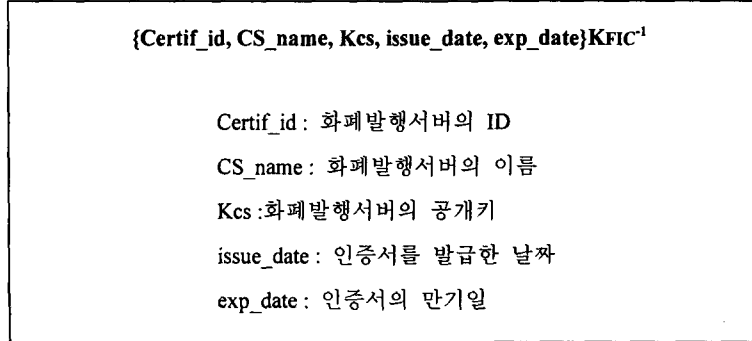 {Certif_id, CS_name, Kcs, issue_date, exp_date}KFIC⁻¹
Certif_id : 화폐발행서버의 ID
CS_name : 화폐발행서버의 이름
Kcs :화폐발행서버의 공개키
issue_date : 인증서를 발급한 날짜
exp_date : 인증서의 만기일